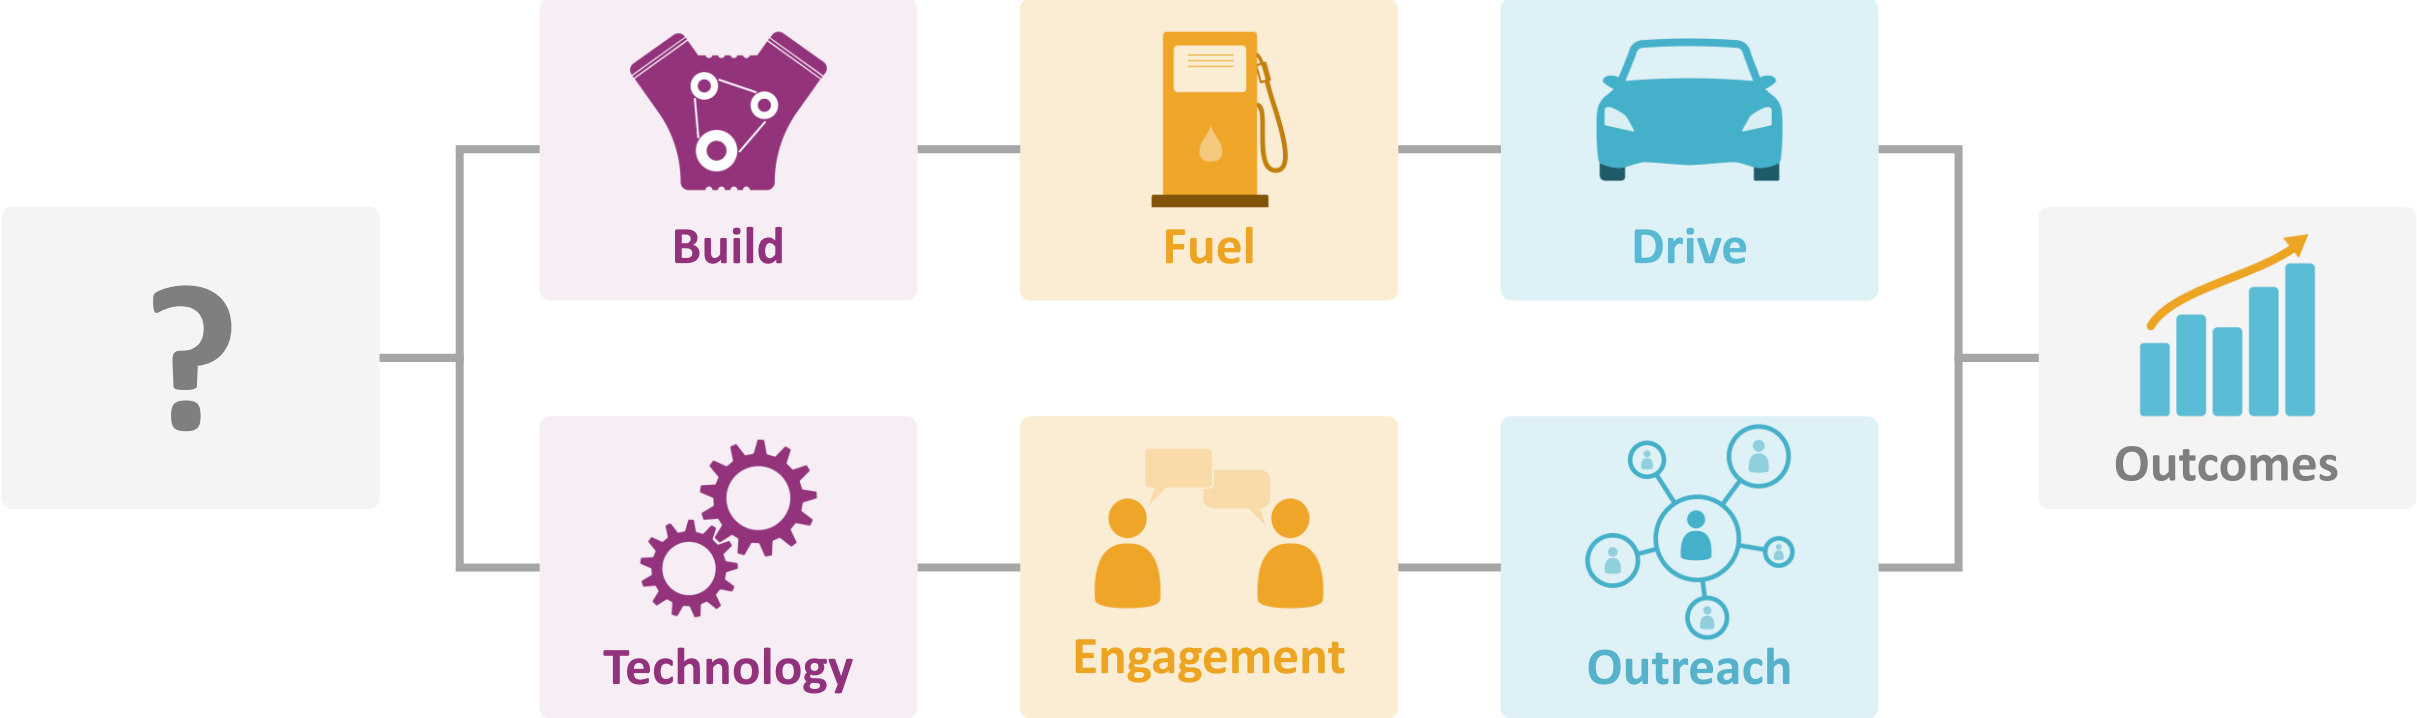 ?
Build
Fuel
Drive
Outcomes
Technology
Engagement
Outreach